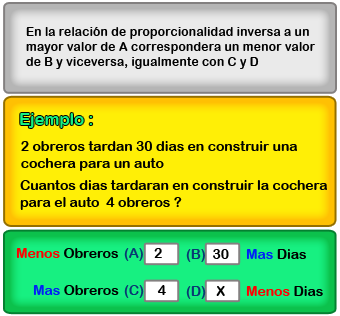 En la relación de proporcionalidad inversa a un
mayor valor de A correspondera un menor valor
de B y viceversa, igualmente con C y D
Ejemplo :
2 obreros tardan 30 dias en construir una
cochera para un auto
Cuantos dias tardaran en construir la cochera
para el auto 4 obreros ?
Menos Obreros (A) 2 (B) 30 Mas Dias
Mas Obreros (C) 4 (D) X Menos Dias